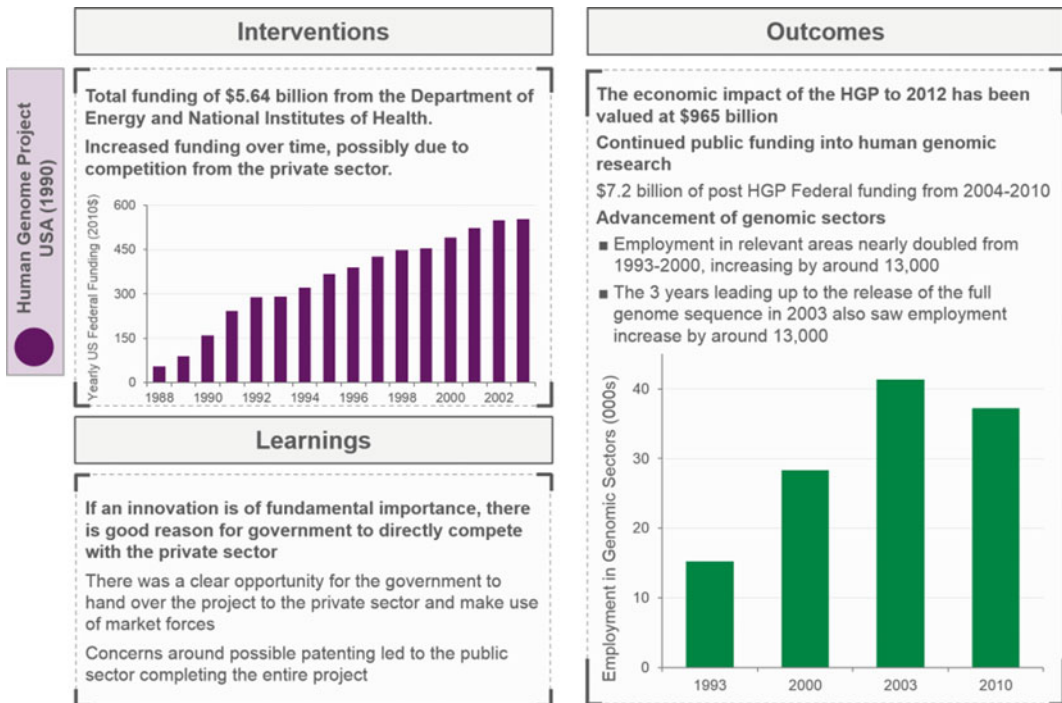 Human Genome Project
USA (1990)
Interventions
Total funding of $5.64 billion from the Department of
Energy and National Institutes of Health.
Increased funding over time, possibly due to
competition from the private sector.
Yearly US Federal Funding (2010$)
600
450
300
150
0
1988
1990
1992
1994
1996
1998
2000
2002
Learnings
If an innovation is of fundamental importance, there
is good reason for government to directly compete
with the private sector
There was a clear opportunity for the government to
hand over the project to the private sector and make use
of market forces
Concerns around possible patenting led to the public
sector completing the entire project
Outcomes
The economic impact of the HGP to 2012 has been
valued at $965 billion
Continued public funding into human genomic
research
$7.2 billion of post HGP Federal funding from 2004-2010
Advancement of genomic sectors
■ Employment in relevant areas nearly doubled from
1993-2000, increasing by around 13,000
■ The 3 years leading up to the release of the full
genome sequence in 2003 also saw employment
increase by around 13,000
Employment in Genomic Sectors (000s)
40
30
20
10
0
1993
2000
2003
2010